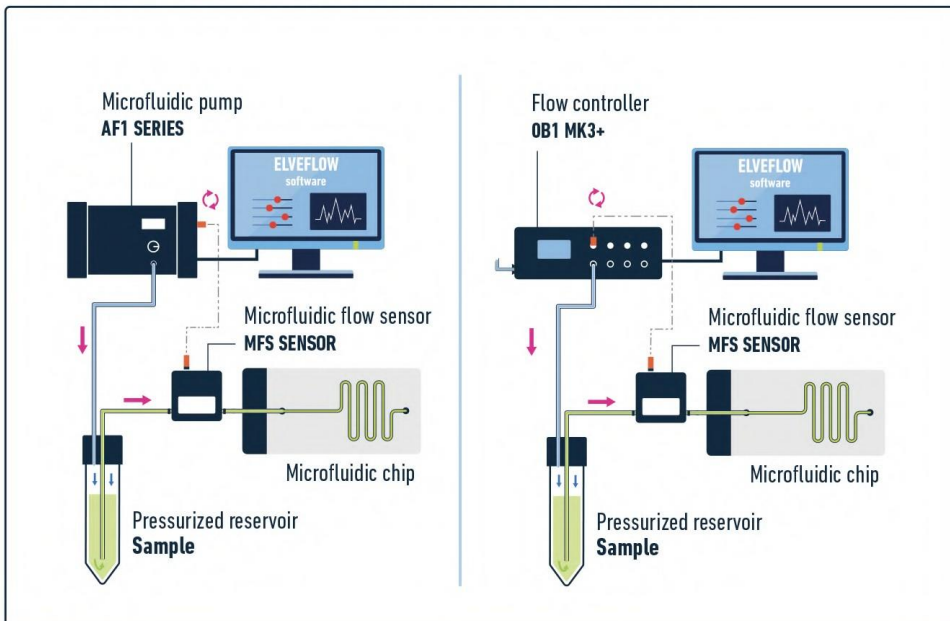 Microfluidic pump
AF1 SERIES
ELVEFLOW
software
Microfluidic flow sensor
MFS SENSOR
Microfluidic chip
Pressurized reservoir
Sample
Flow controller
OB1 MK3+
ELVEFLOW
software
Microfluidic flow sensor
MFS SENSOR
Microfluidic chip
Pressurized reservoir
Sample